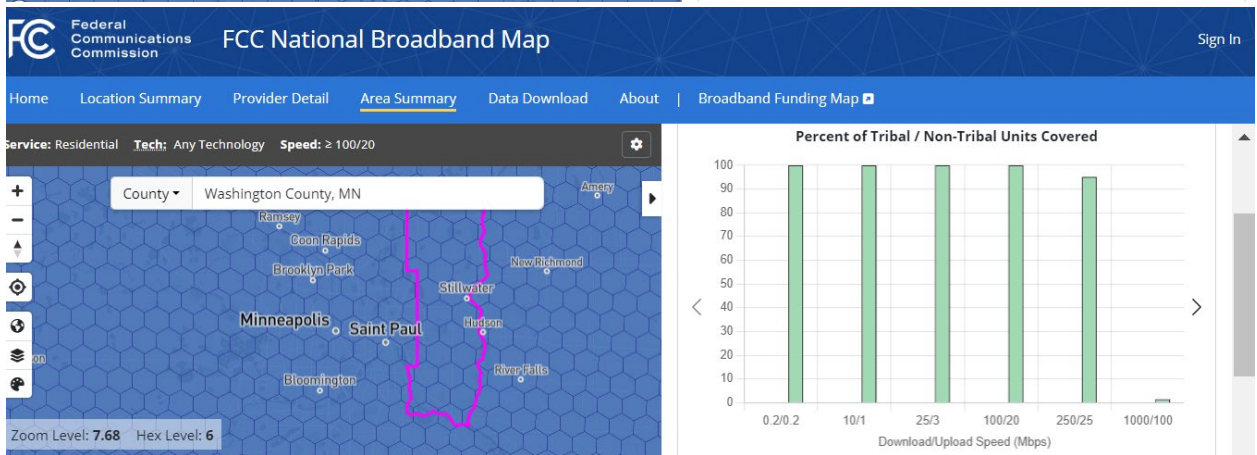 FCC
Federal
Communications
Commission
FCC National Broadband Map
Sign In
Home Location Summary Provider Detail Area Summary Data Download About | Broadband Funding Map
Service: Residential Tech: Any Technology Speed: ≥ 100/20
County Washington County, MN
Amery
Ramsey
Coon Rapids
Brooklyn Park
New Richmond
Stillwater
Minneapolis
Saint Paul
Hudson
River Falls
Bloomington
on
Zoom Level: 7.68 Hex Level: 6
Percent of Tribal / Non-Tribal Units Covered
100
90
80
70
60
50
40
30
20
10
0
0.2/0.2 10/1 25/3 100/20 250/25 1000/100
Download/Upload Speed (Mbps)